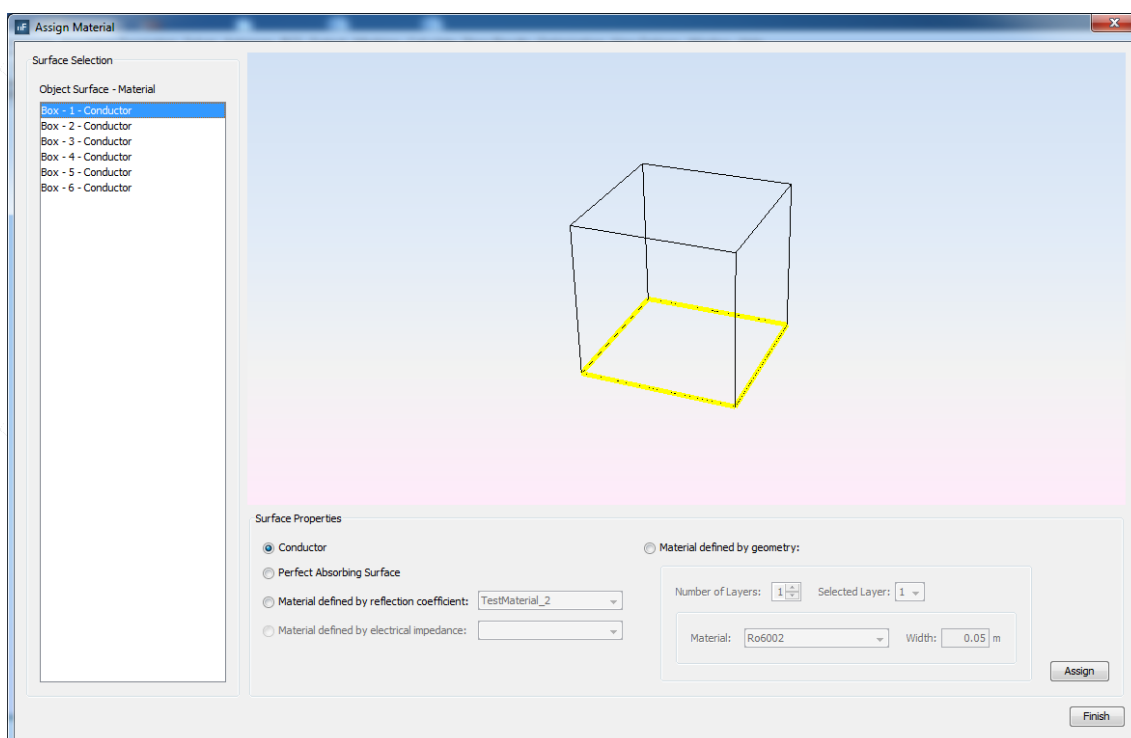 nF Assign Material
Surface Selection
Object Surface - Material
Box - 1 - Conductor
Box - 2 - Conductor
Box - 3 - Conductor
Box - 4 - Conductor
Box - 5 - Conductor
Box - 6 - Conductor
Surface Properties
Conductor
Perfect Absorbing Surface
Material defined by reflection coefficient: TestMaterial_2
Material defined by electrical impedance:
Material defined by geometry:
Number of Layers: 1 Selected Layer: 1
Material: Ro6002 Width: 0.05 m
Assign
Finish